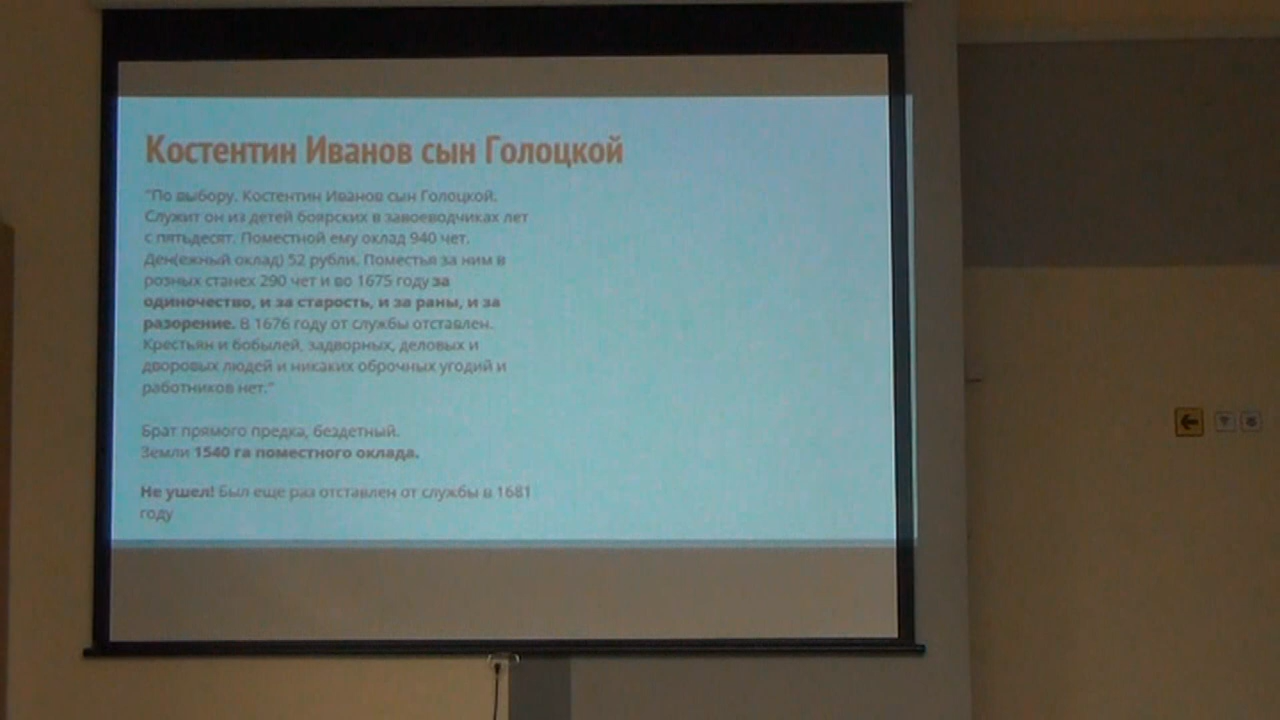 Костентин Иванов сын Голоцкой
"По выбору. Костентин Иванов сын Голоцкой.
Служит он из детей боярских в завоеводчиках лет
с пятьдесят. Поместной ему оклад 940 чет.
Ден(ежный оклад) 52 рубли. Поместья за ним в
розных станех 290 чет и во 1675 году за
одиночество, и за старость, и за раны, и за
разорение. В 1676 году от службы отставлен.
Крестьян и бобылей, задворных, деловых и
дворовых людей и никаких оброчных угодий и
работников нет."
Брат прямого предка, бездетный.
Земли 1540 га поместного оклада.
Не ушел! Был еще раз отставлен от службы в 1681
году